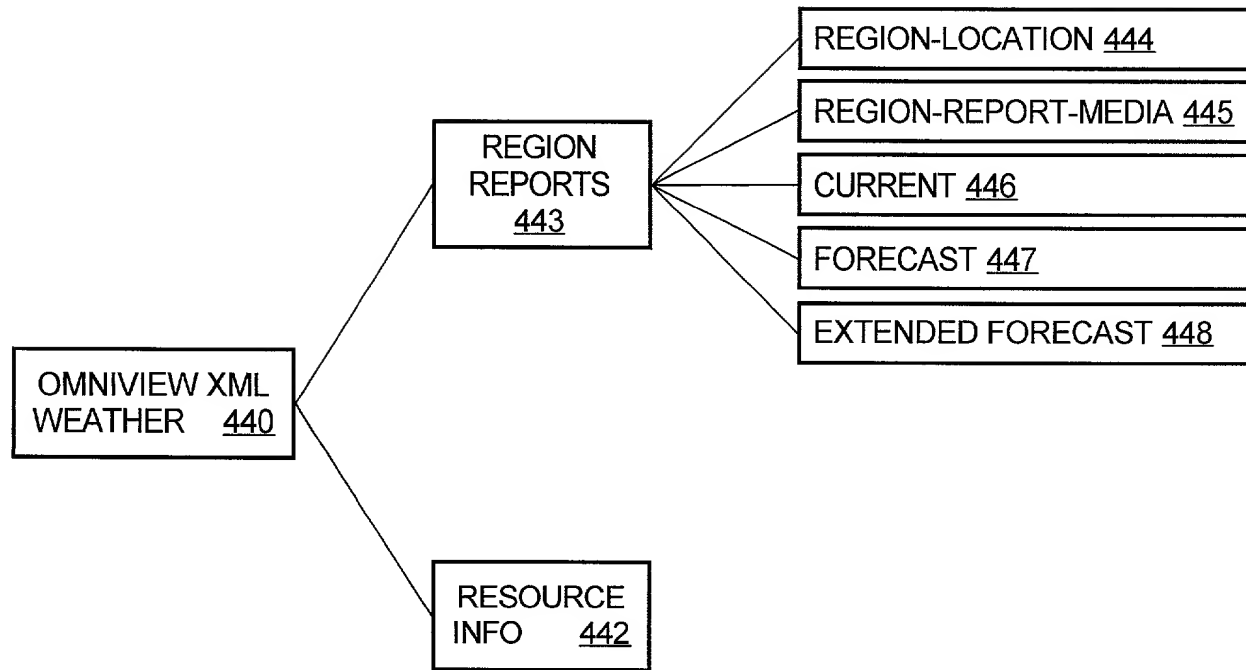 REGION-LOCATION 444
REGION-REPORT-MEDIA 445
REGION
REPORTS
443
CURRENT 446
FORECAST 447
EXTENDED FORECAST 448
OMNIVIEW XML
WEATHER 440
RESOURCE
INFO 442